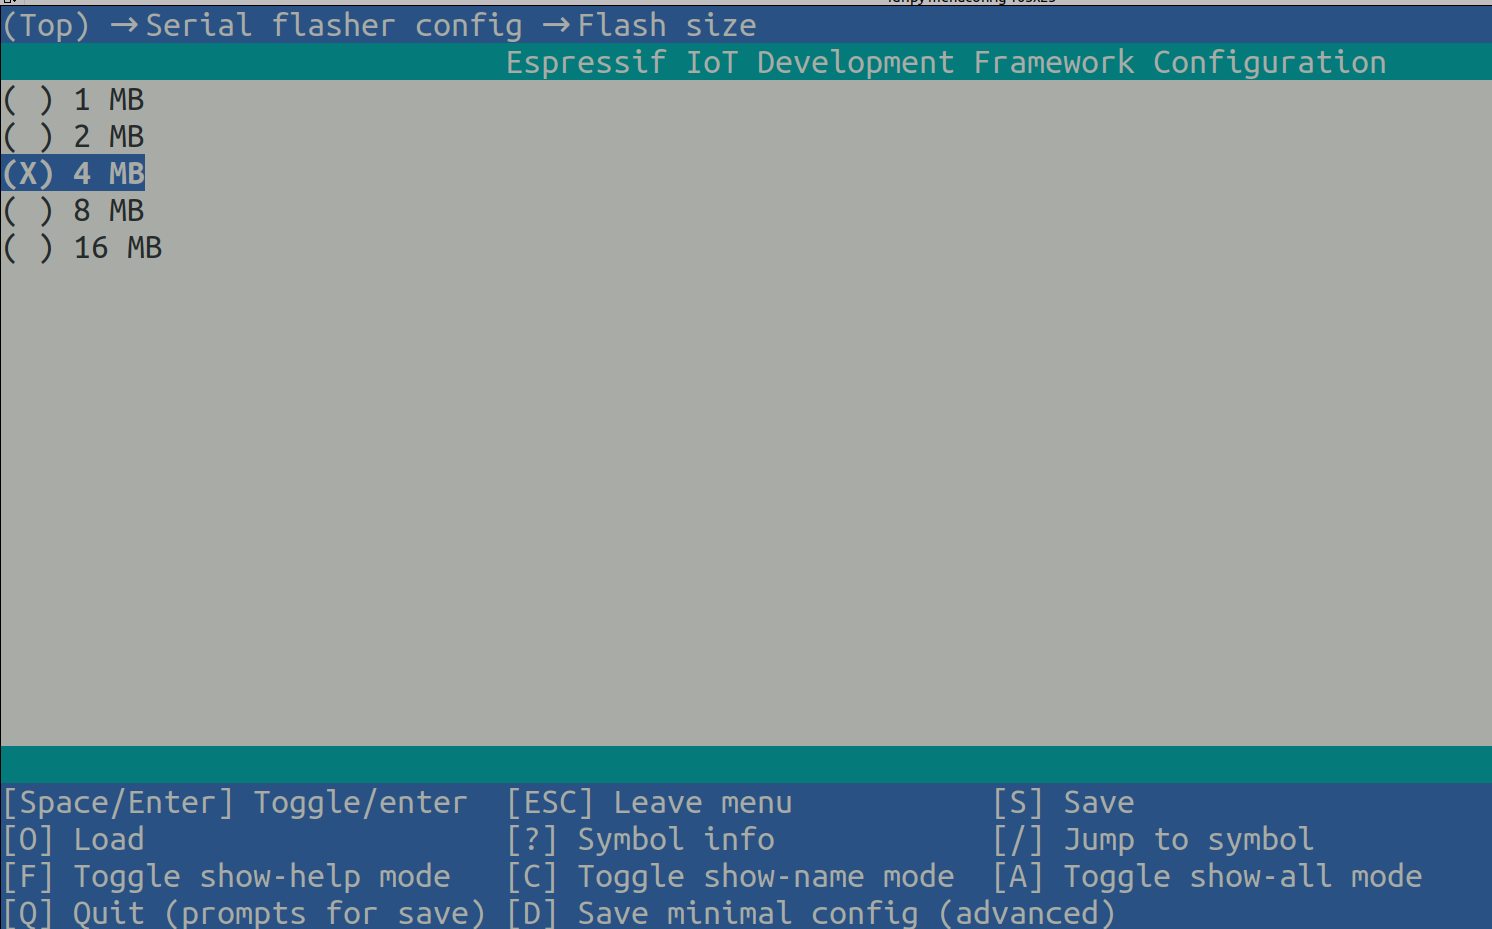 (Top) → Serial flasher config → Flash size
Espressif IoT Development Framework Configuration
( ) 1 MB
( ) 2 MB
(X) 4 MB
( ) 8 MB
( ) 16 MB
[Space/Enter] Toggle/enter [ESC] Leave menu [S] Save
[O] Load [?] Symbol info [/] Jump to symbol
[F] Toggle show-help mode [C] Toggle show-name mode [A] Toggle show-all mode
[Q] Quit (prompts for save) [D] Save minimal config (advanced)